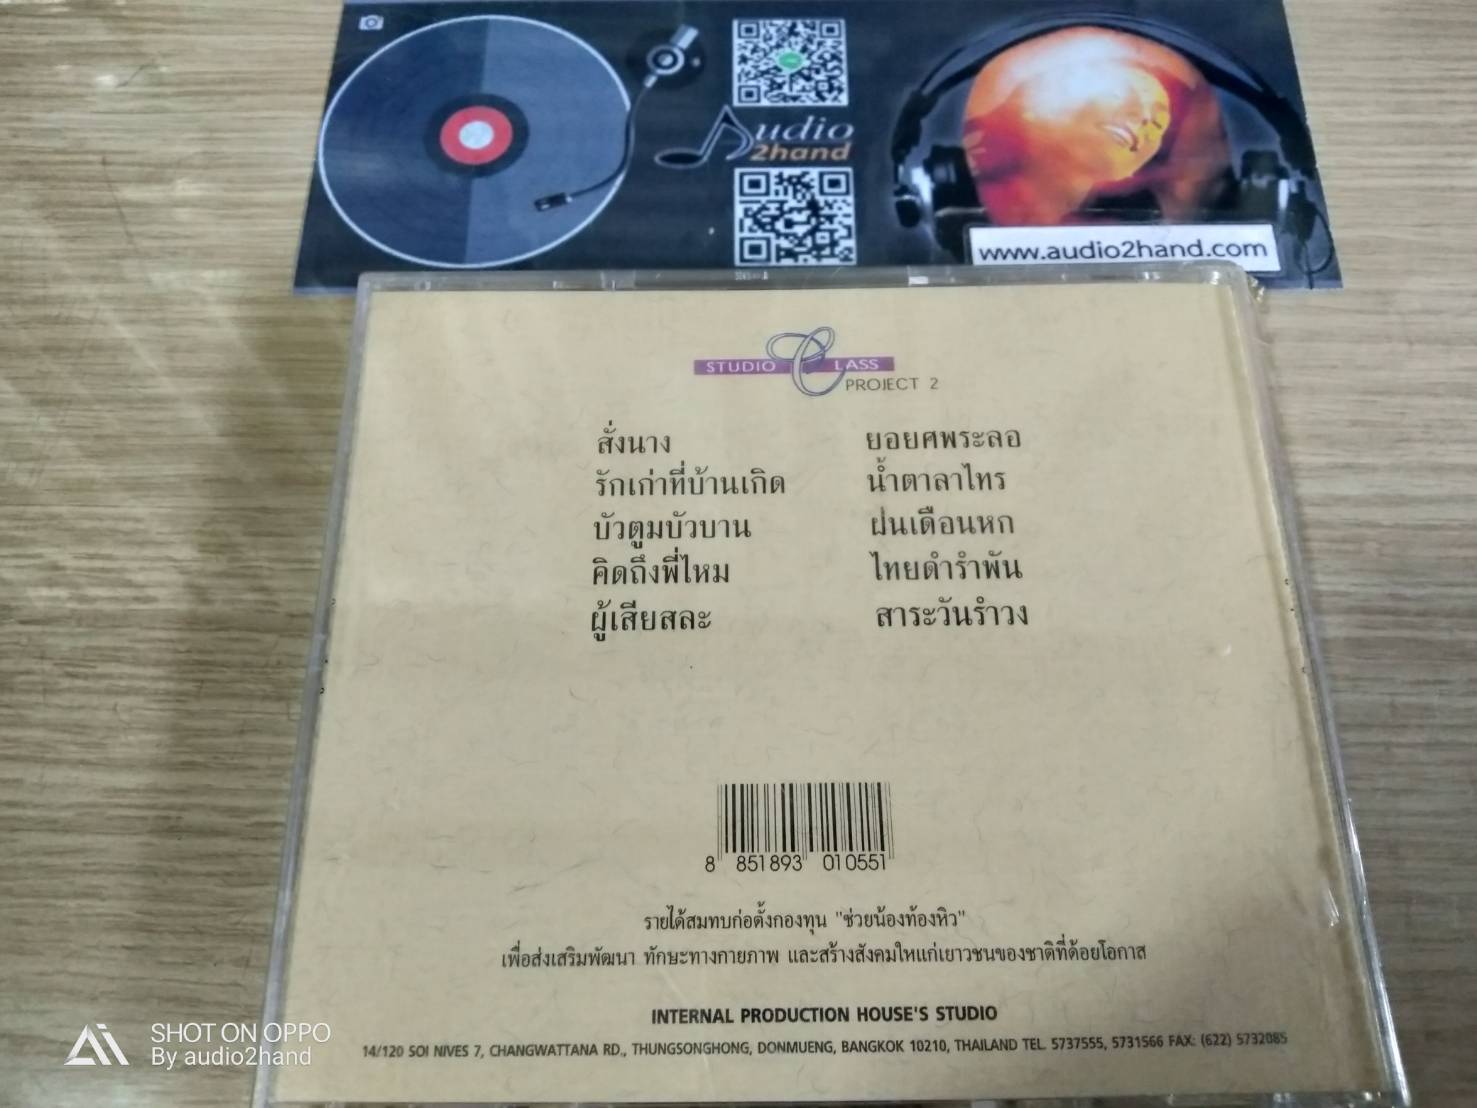 udio
2hand
www.audio2hand.com
STUDIO CLASS
PROJECT 2
สั่งนาง
รักเก่าที่บ้านเกิด
บัวตูมบัวบาน
คิดถึงพี่ไหม
ผู้เสียสละ
ยอยศพระลอ
น้ำตาลาไทร
ฝนเดือนหก
ไทยดำรำพัน
สาระวันรำวง
8 851893 010551
รายได้สมทบก่อตั้งกองทุน "ช่วยน้องท้องหิว"
เพื่อส่งเสริมพัฒนา ทักษะทางกายภาพ และสร้างสังคมใหแก่เยาวชนของชาติที่ด้อยโอกาส
INTERNAL PRODUCTION HOUSE'S STUDIO
14/120 SOI NIVES 7, CHANGWATTANA RD., THUNGSONGHONG, DONMUENG, BANGKOK 10210, THAILAND TEL. 5737555, 5731566 FAX: (622) 5732085
SHOT ON OPPO
By audio2hand